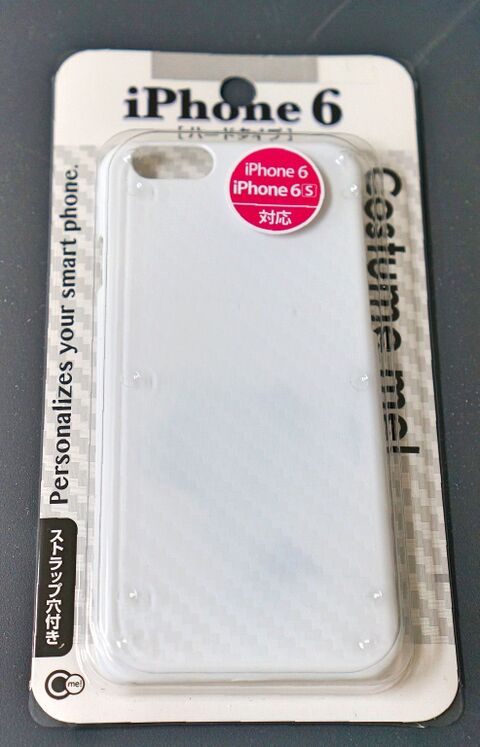 iPhone 6
[ハードタイプ]
iPhone 6
iPhone 6S
対応
Costume me!
Personalizes your smart phone.
ストラップ穴付き
Cme!